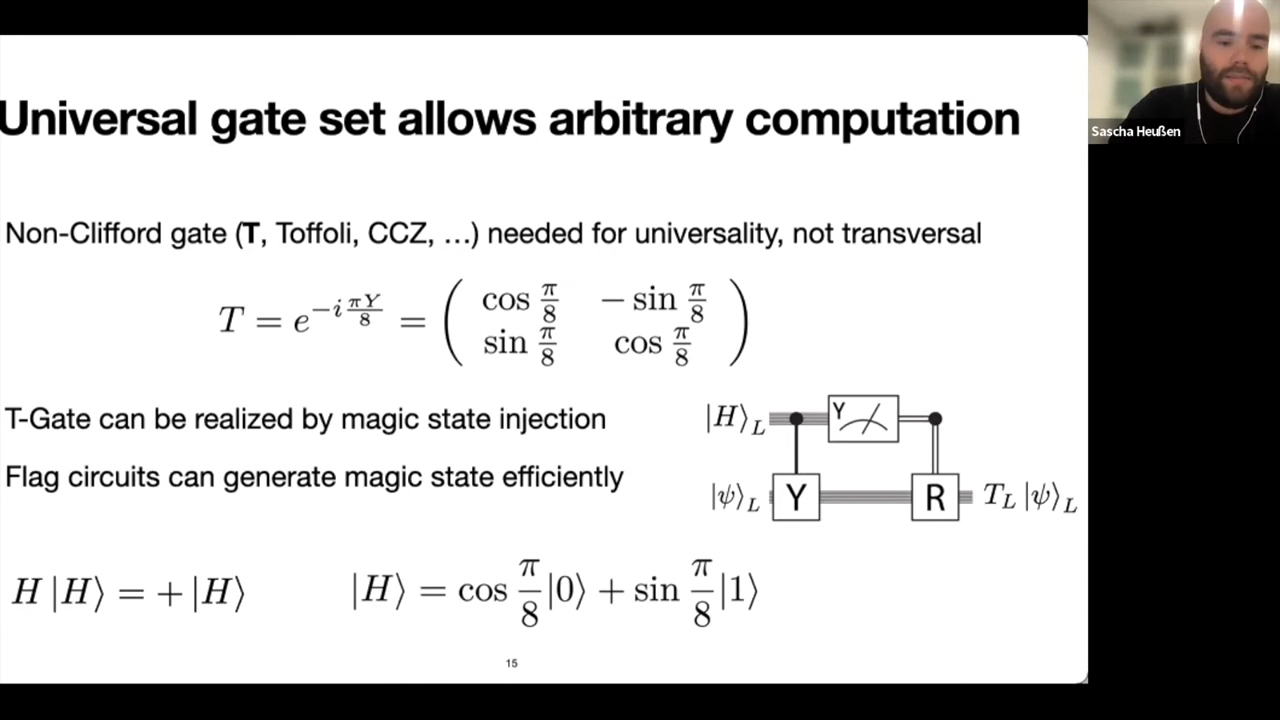 Universal gate set allows arbitrary computation
Sascha Heußen
Non-Clifford gate (T, Toffoli, CCZ, …) needed for universality, not transversal
T = e^{-i \frac{πY}{8}} = ( cos π/8 − sin π/8
sin π/8 cos π/8 )
T-Gate can be realized by magic state injection
Flag circuits can generate magic state efficiently
|H⟩_L Y
|ψ⟩_L Y R T_L |ψ⟩_L
H |H⟩ = + |H⟩ |H⟩ = cos π/8 |0⟩ + sin π/8 |1⟩
15